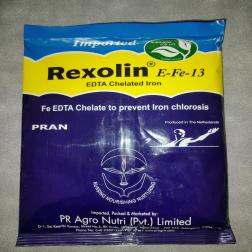 Imported
Rexolin® E-Fe-13
EDTA Chelated Iron
Fe EDTA Chelate to prevent Iron chlorosis
PRAN
Produced in The Netherlands
Imported, Packed & Marketed by:
PR Agro Nutri (Pvt.) Limited